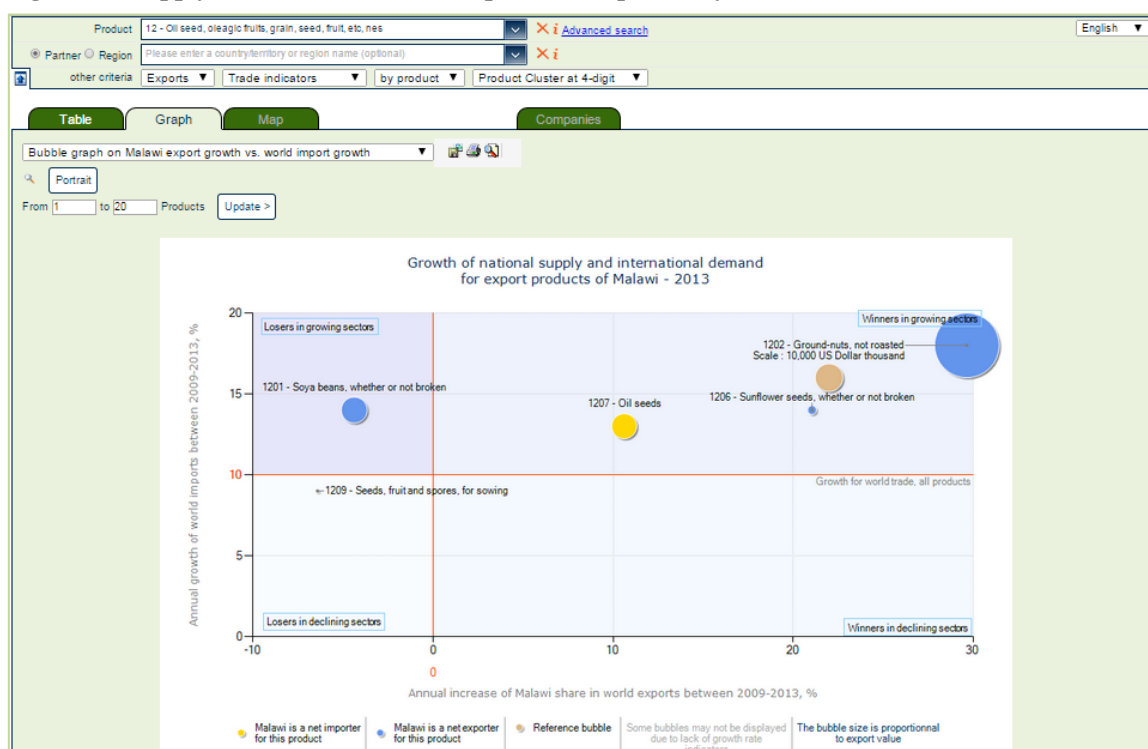 Product 12 - Oil seed, oleagic fruits, grain, seed, fruit, etc, nes Advanced search English
Partner Region Please enter a country/territory or region name (optional)
other criteria Exports Trade indicators by product Product Cluster at 4-digit
Table Graph Map Companies
Bubble graph on Malawi export growth vs. world import growth
Portrait
From 1 to 20 Products Update >
Growth of national supply and international demand
for export products of Malawi - 2013
Annual growth of world imports between 2009-2013, %
20
Losers in growing sectors
Winners in growing sectors
1202 - Ground-nuts, not roasted
Scale : 10,000 US Dollar thousand
15
1201 - Soya beans, whether or not broken
1207 - Oil seeds
1206 - Sunflower seeds, whether or not broken
10
Growth for world trade, all products
1209 - Seeds, fruit and spores, for sowing
5
Losers in declining sectors
Winners in declining sectors
0
-10 0 10 20 30
0
Annual increase of Malawi share in world exports between 2009-2013, %
Malawi is a net importer
for this product
Malawi is a net exporter
for this product
Reference bubble
Some bubbles may not be displayed
due to lack of growth rate
The bubble size is proportionnal
to export value